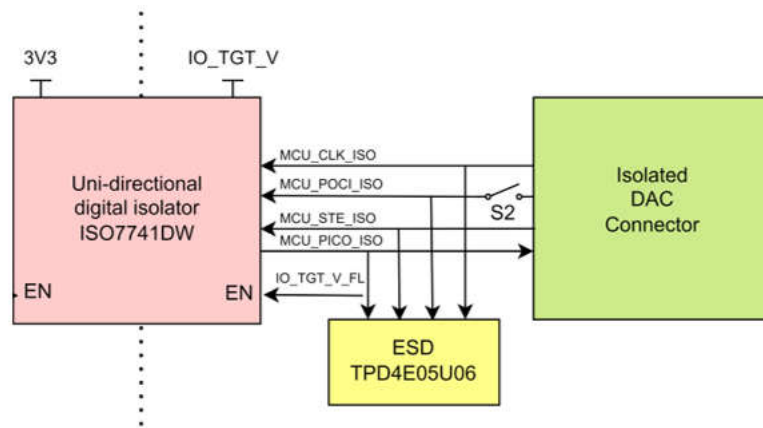 3V3
IO_TGT_V
Uni-directional
digital isolator
ISO7741DW
EN
EN
MCU_CLK_ISO
MCU_POCI_ISO
S2
MCU_STE_ISO
MCU_PICO_ISO
IO_TGT_V_FL
Isolated
DAC
Connector
ESD
TPD4E05U06